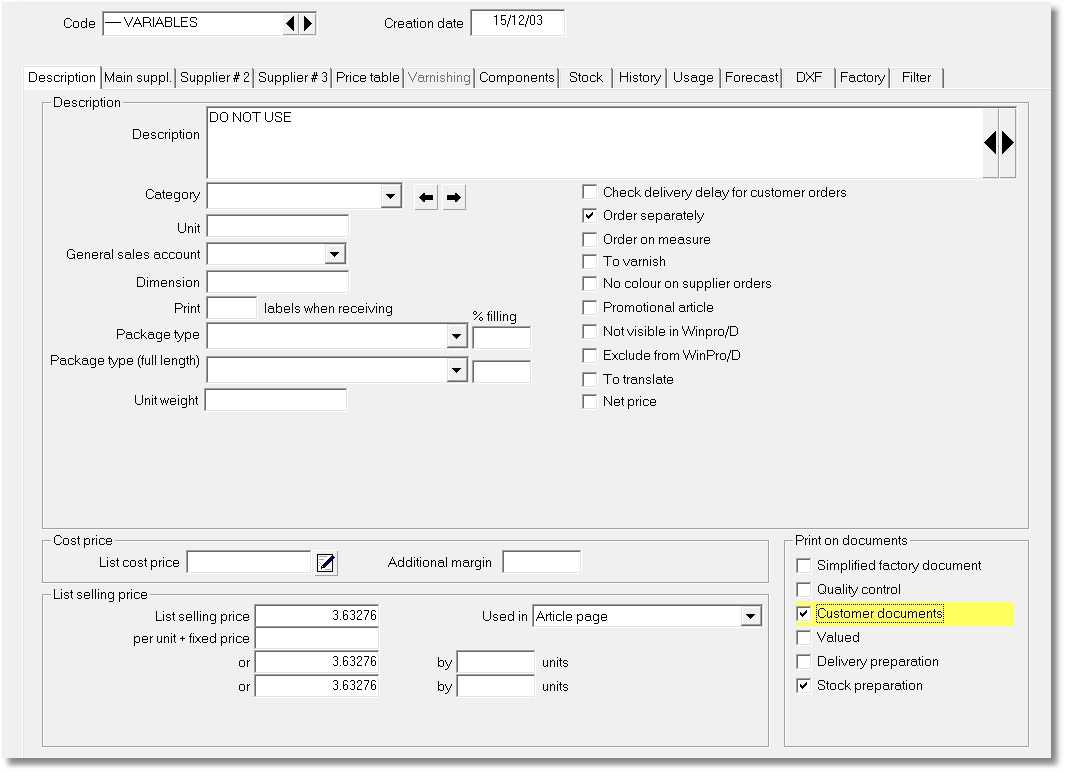 Code — VARIABLES Creation date 15/12/03
Description Main suppl. Supplier # 2 Supplier # 3 Price table Varnishing Components Stock History Usage Forecast DXF Factory Filter
Description
Description DO NOT USE
Category
Unit
General sales account
Dimension
Print labels when receiving
% filling
Package type
Package type (full length)
Unit weight
Check delivery delay for customer orders
Order separately
Order on measure
To varnish
No colour on supplier orders
Promotional article
Not visible in Winpro/D
Exclude from WinPro/D
To translate
Net price
Cost price
List cost price Additional margin
List selling price
List selling price 3.63276 Used in Article page
per unit + fixed price
or 3.63276 by units
or 3.63276 by units
Print on documents
Simplified factory document
Quality control
Customer documents
Valued
Delivery preparation
Stock preparation